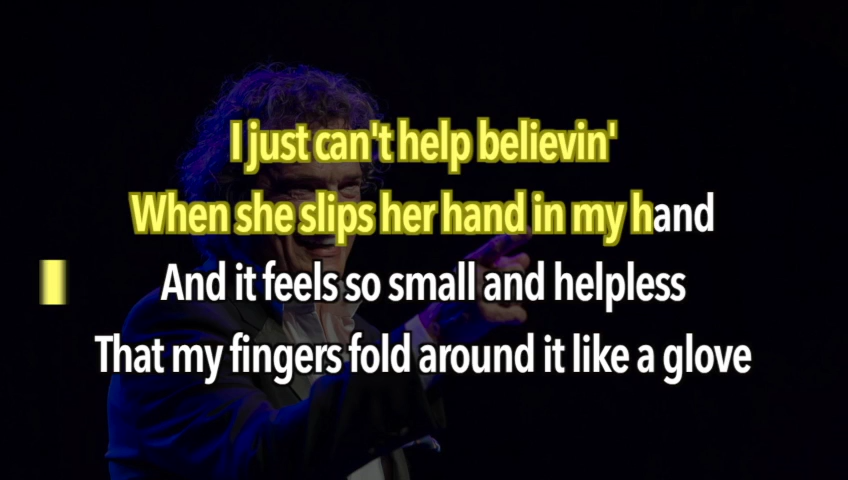 I just can't help believin'
When she slips her hand in my hand
And it feels so small and helpless
That my fingers fold around it like a glove